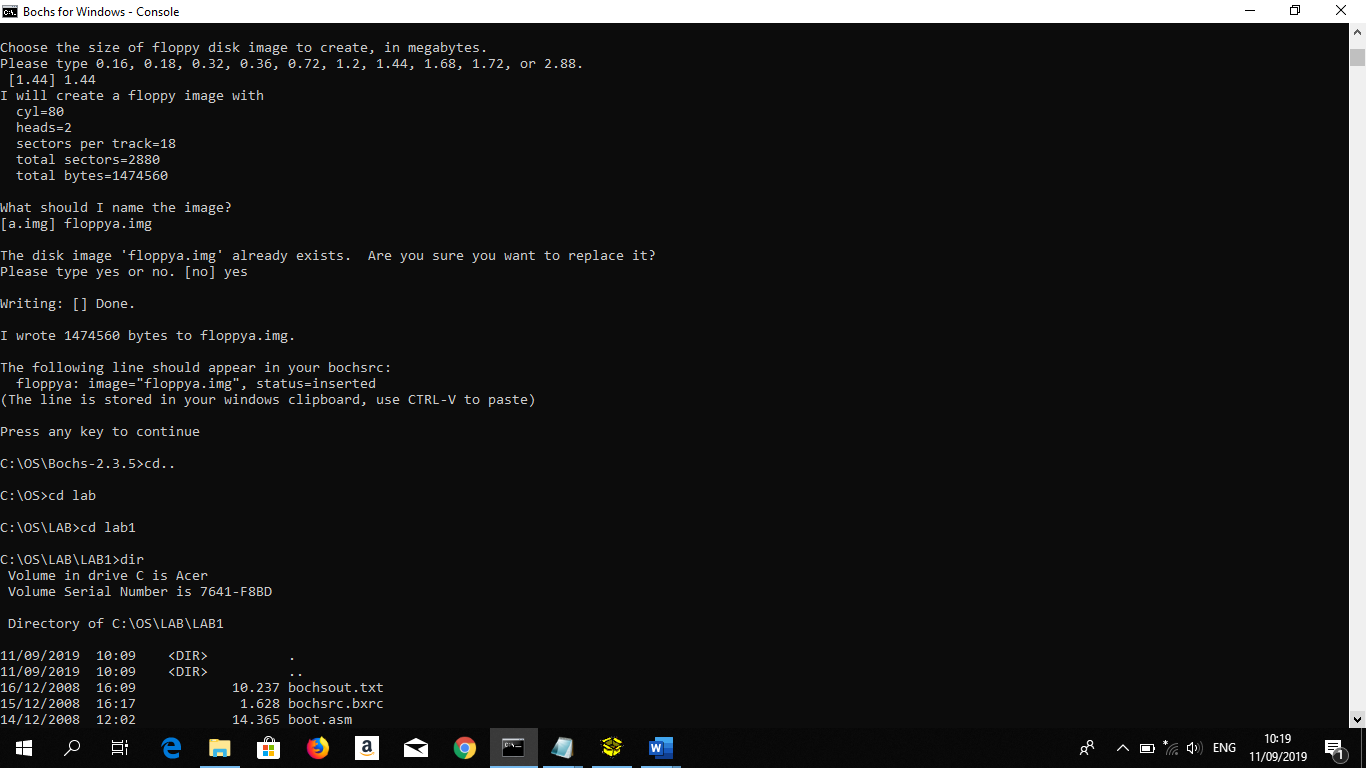 Bochs for Windows - Console
Choose the size of floppy disk image to create, in megabytes.
Please type 0.16, 0.18, 0.32, 0.36, 0.72, 1.2, 1.44, 1.68, 1.72, or 2.88.
[1.44] 1.44
I will create a floppy image with
cyl=80
heads=2
sectors per track=18
total sectors=2880
total bytes=1474560
What should I name the image?
[a.img] floppya.img
The disk image 'floppya.img' already exists.  Are you sure you want to replace it?
Please type yes or no. [no] yes
Writing: [] Done.
I wrote 1474560 bytes to floppya.img.
The following line should appear in your bochsrc:
floppya: image="floppya.img", status=inserted
(The line is stored in your windows clipboard, use CTRL-V to paste)
Press any key to continue
C:\OS\Bochs-2.3.5>cd..
C:\OS>cd lab
C:\OS\LAB>cd lab1
C:\OS\LAB\LAB1>dir
Volume in drive C is Acer
Volume Serial Number is 7641-F8BD
Directory of C:\OS\LAB\LAB1
11/09/2019  10:09    <DIR>          .
11/09/2019  10:09    <DIR>          ..
16/12/2008  16:09            10.237 bochsout.txt
15/12/2008  16:17             1.628 bochsrc.bxrc
14/12/2008  12:02            14.365 boot.asm
ENG
10:19
11/09/2019
1